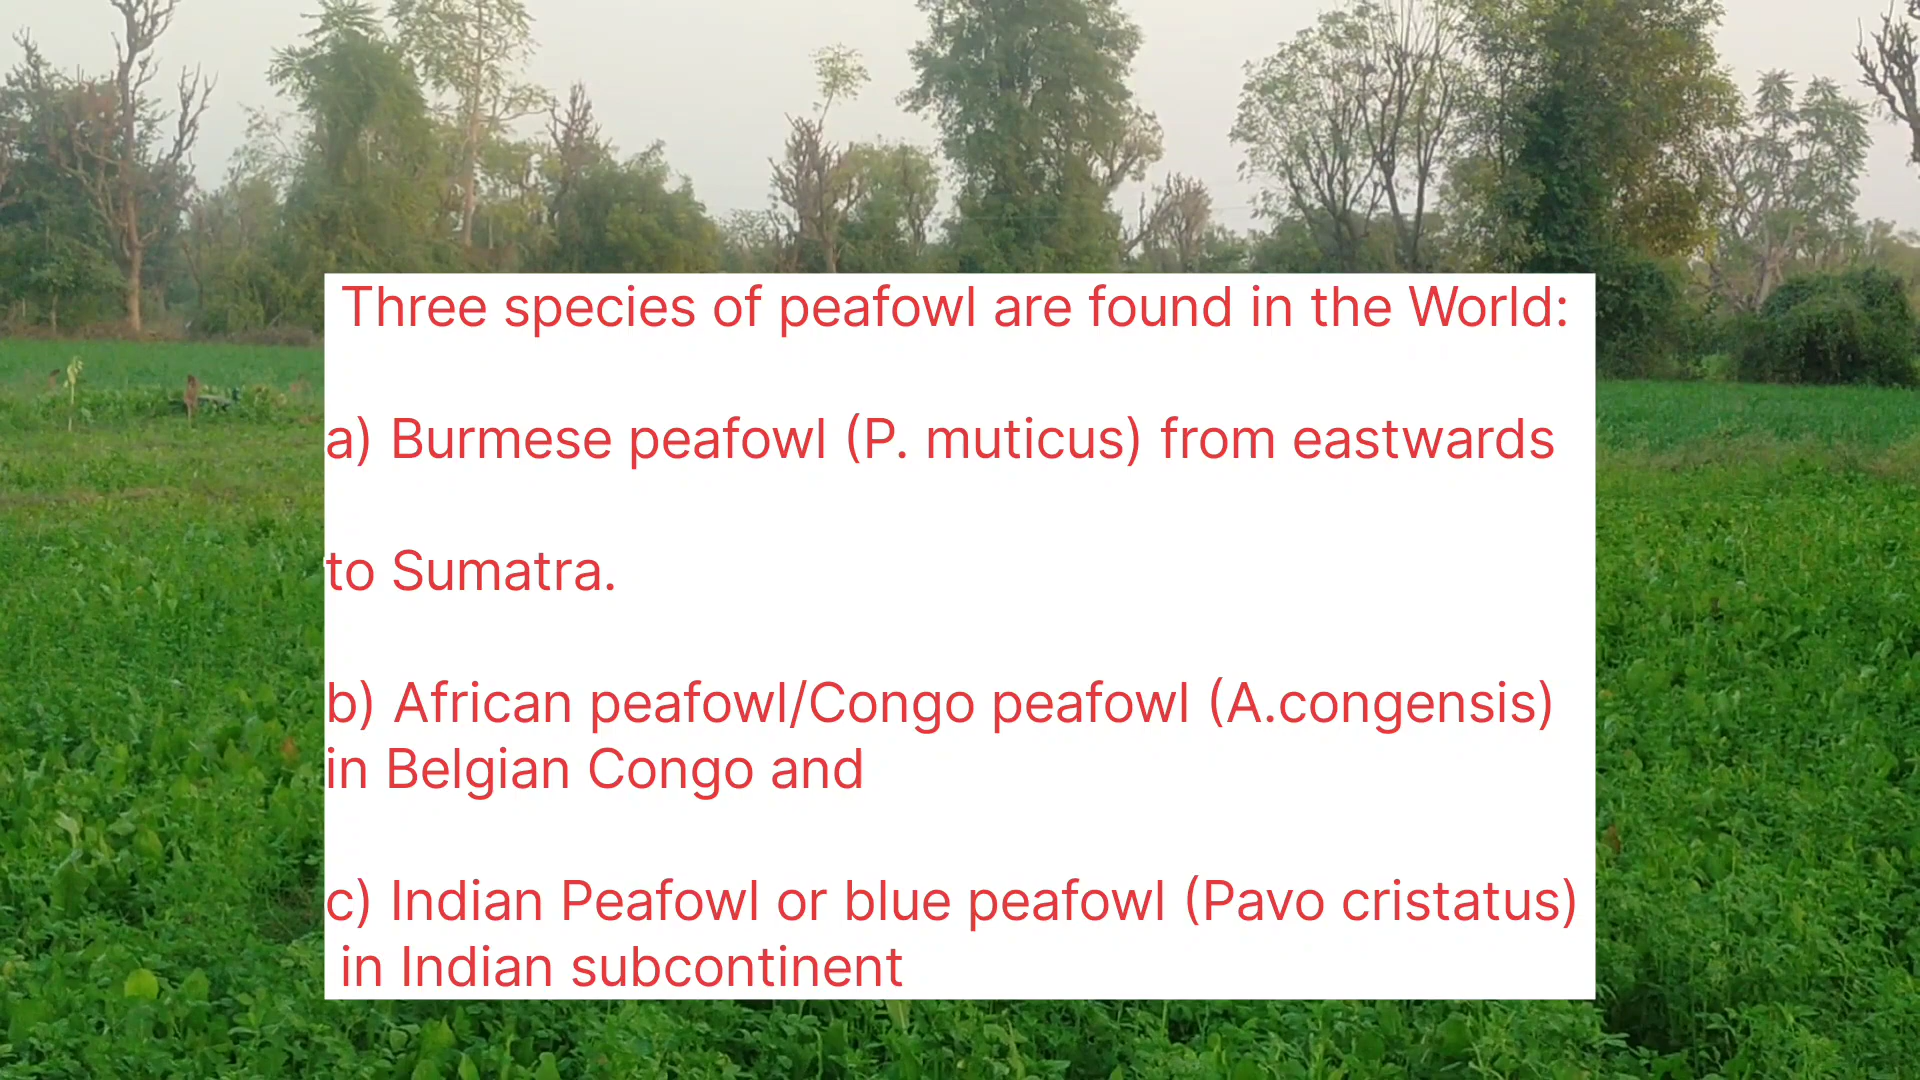 Three species of peafowl are found in the World:
a) Burmese peafowl (P. muticus) from eastwards
to Sumatra.
b) African peafowl/Congo peafowl (A.congensis)
in Belgian Congo and
c) Indian Peafowl or blue peafowl (Pavo cristatus)
in Indian subcontinent